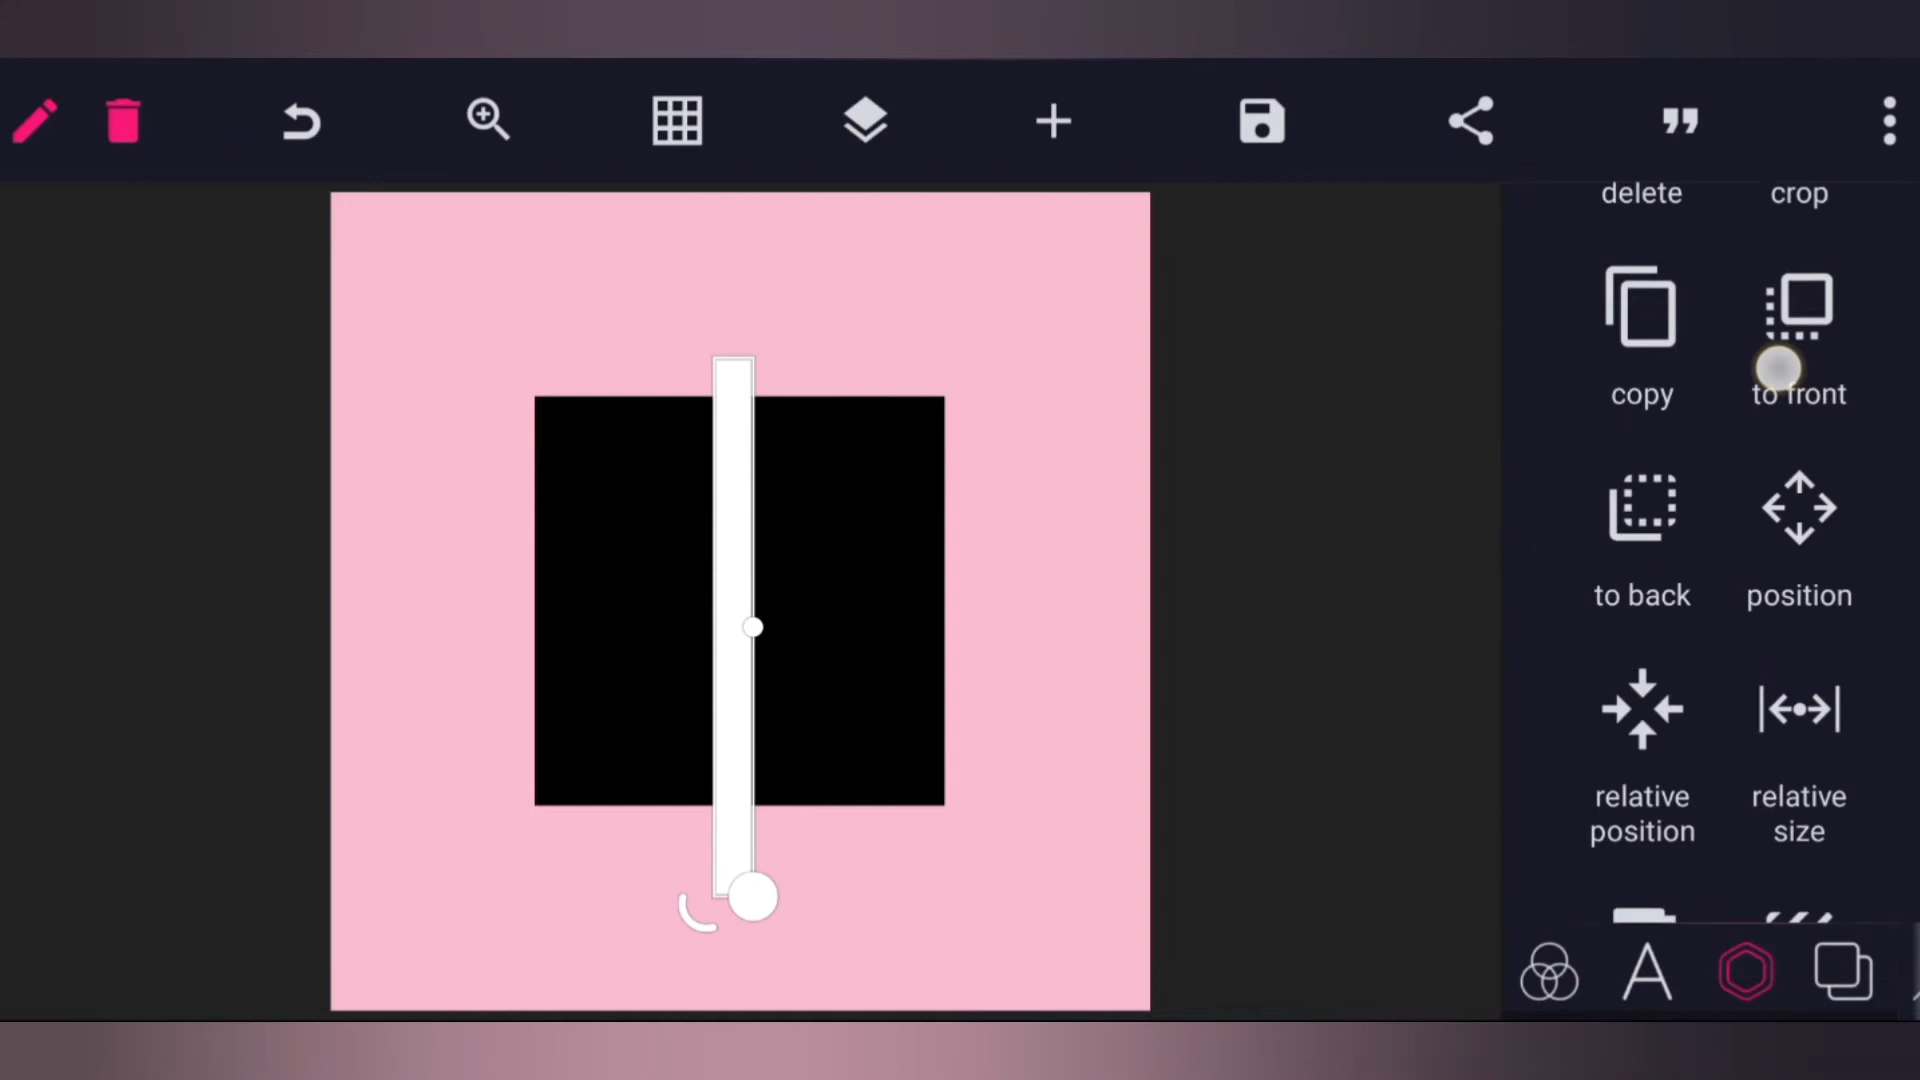 delete
crop
copy
to front
to back
position
relative
position
relative
size